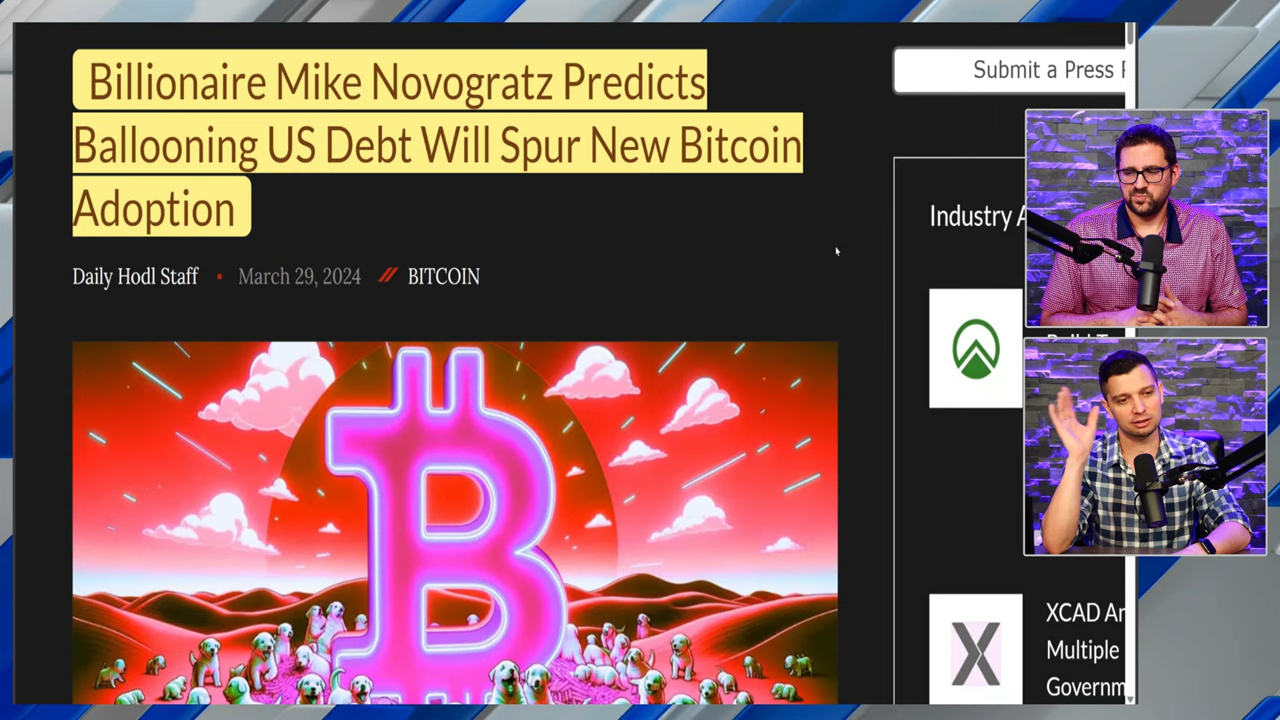 Billionaire Mike Novogratz Predicts
Ballooning US Debt Will Spur New Bitcoin
Adoption
Daily Hodl Staff • March 29, 2024 // BITCOIN
Submit a Press
Industry
XCAD
Multiple